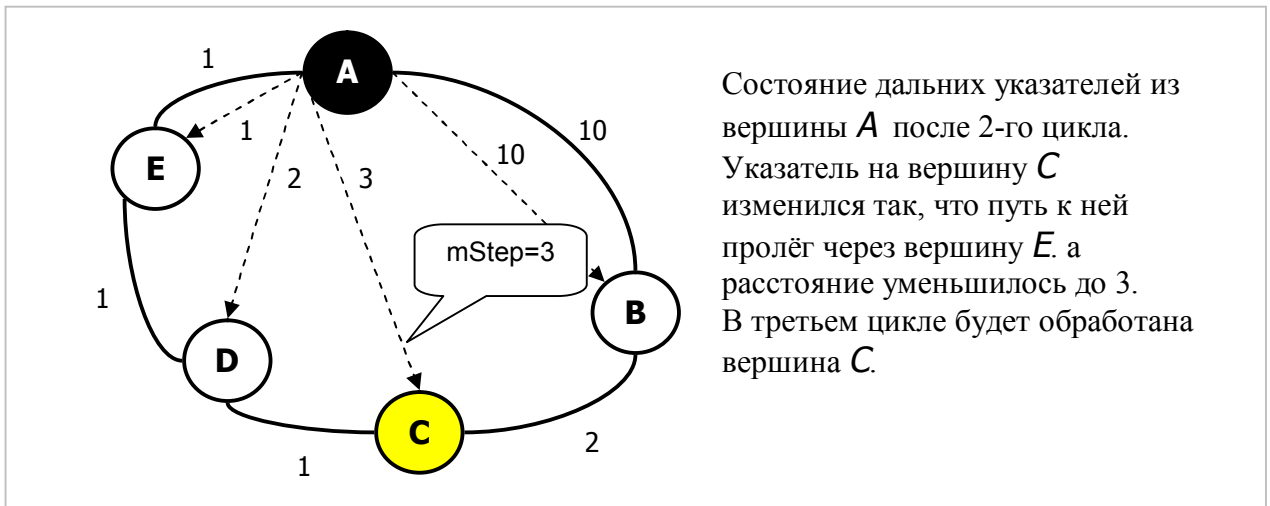 1
A
10
E
1
2
3
10
mStep=3
B
1
D
C
1
2
Состояние дальних указателей из
вершины A после 2-го цикла.
Указатель на вершину C
изменился так, что путь к ней
пролёг через вершину E. а
расстояние уменьшилось до 3.
В третьем цикле будет обработана
вершина C.